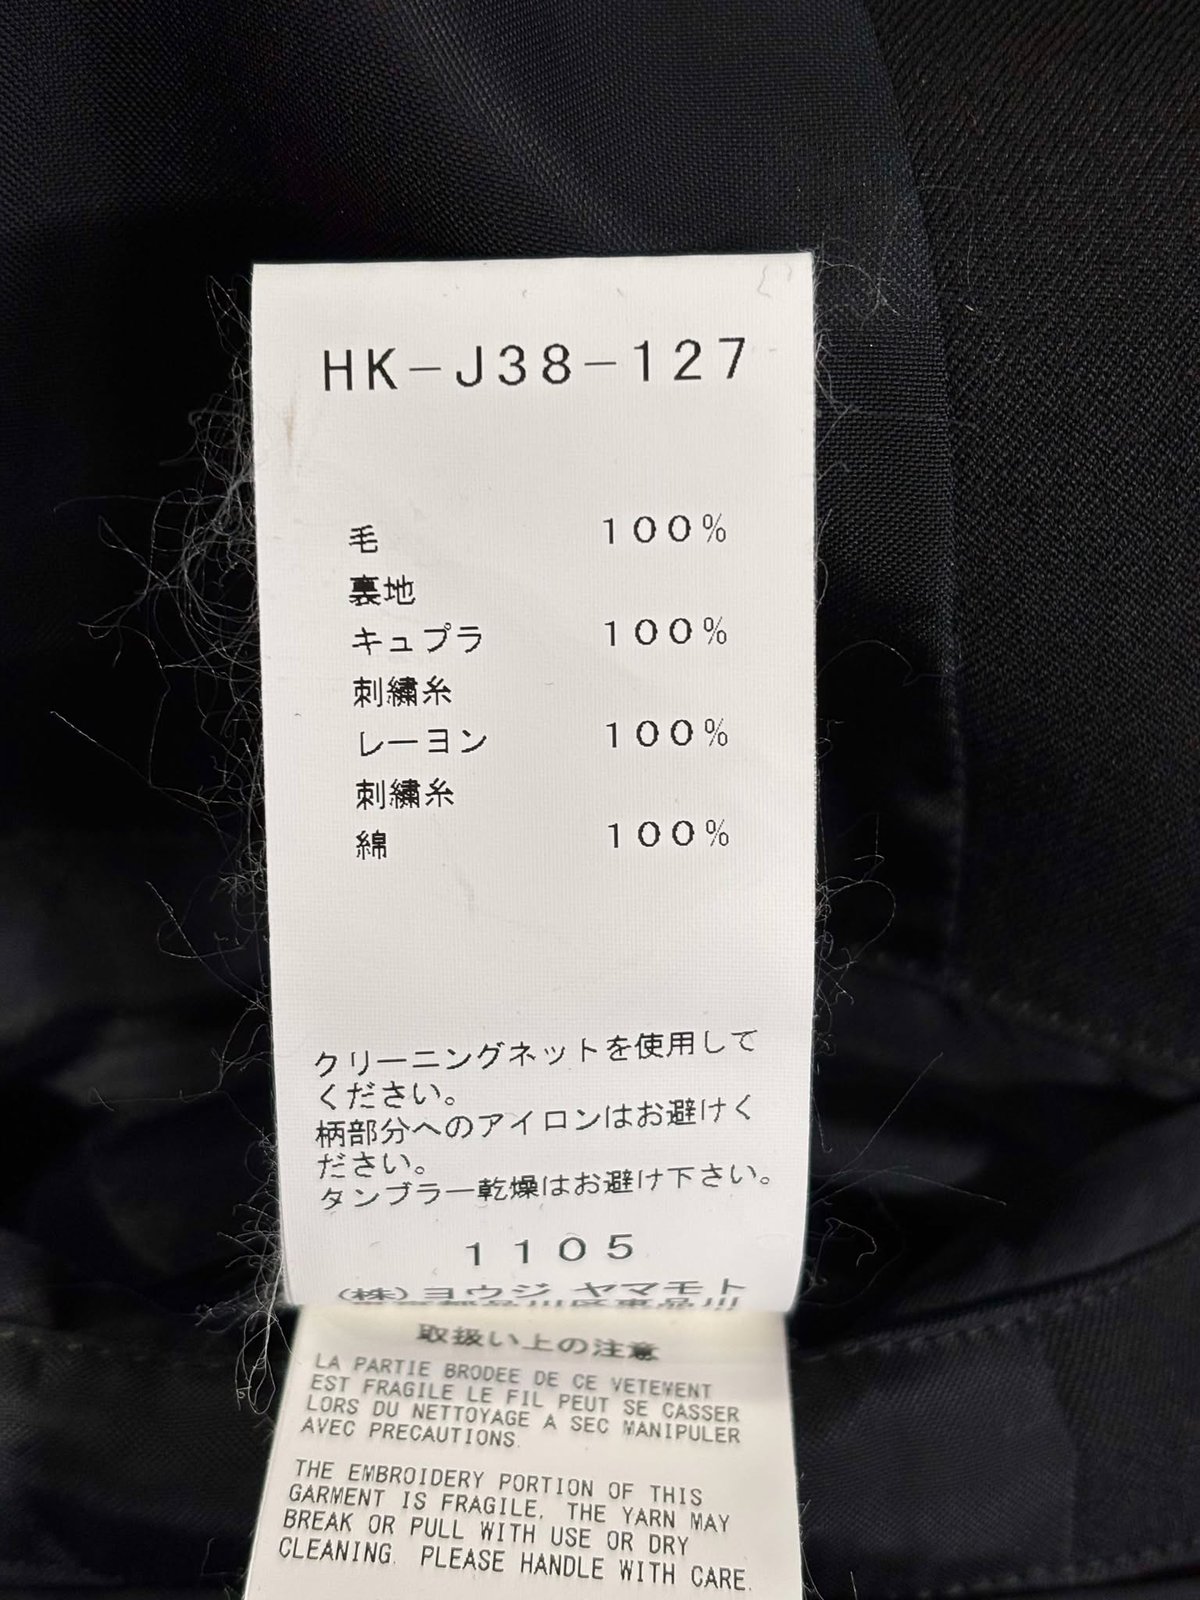 HK-J38-127
毛 100%
裏地
キュプラ 100%
刺繍糸
レーヨン 100%
刺繍糸
綿 100%
クリーニングネットを使用して
ください。
柄部分へのアイロンはお避けく
ださい。
タンブラー乾燥はお避け下さい。
1105
(株)ヨウジ ヤマモト
取扱い上の注意
LA PARTIE BRODEE DE CE VETEMENT
EST FRAGILE LE FIL PEUT SE CASSER
LORS DU NETTOYAGE A SEC MANIPULER
AVEC PRECAUTIONS.
THE EMBROIDERY PORTION OF THIS
GARMENT IS FRAGILE. THE YARN MAY
BREAK OR PULL WITH USE OR DRY
CLEANING. PLEASE HANDLE WITH CARE.